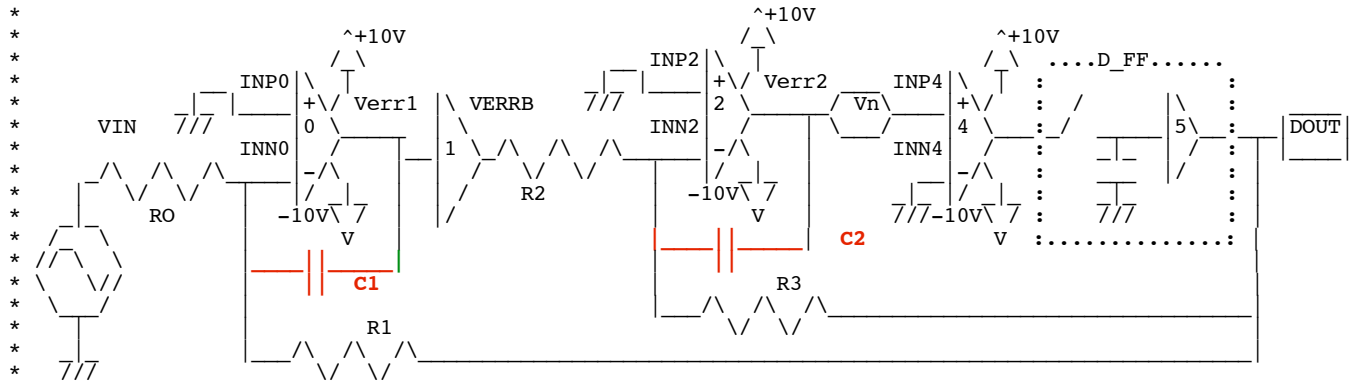 ^+10V
^+10V ^+10V
....D_FF......
INP0 INP2 INP4
+ Verr1 VERRB + Verr2 Vn +
VIN 0 2 4 5 DOUT
INN0 1 INN2 INN4
- - -
RO R2
-10V -10V -10V
V V V
C2
C1
R3
R1